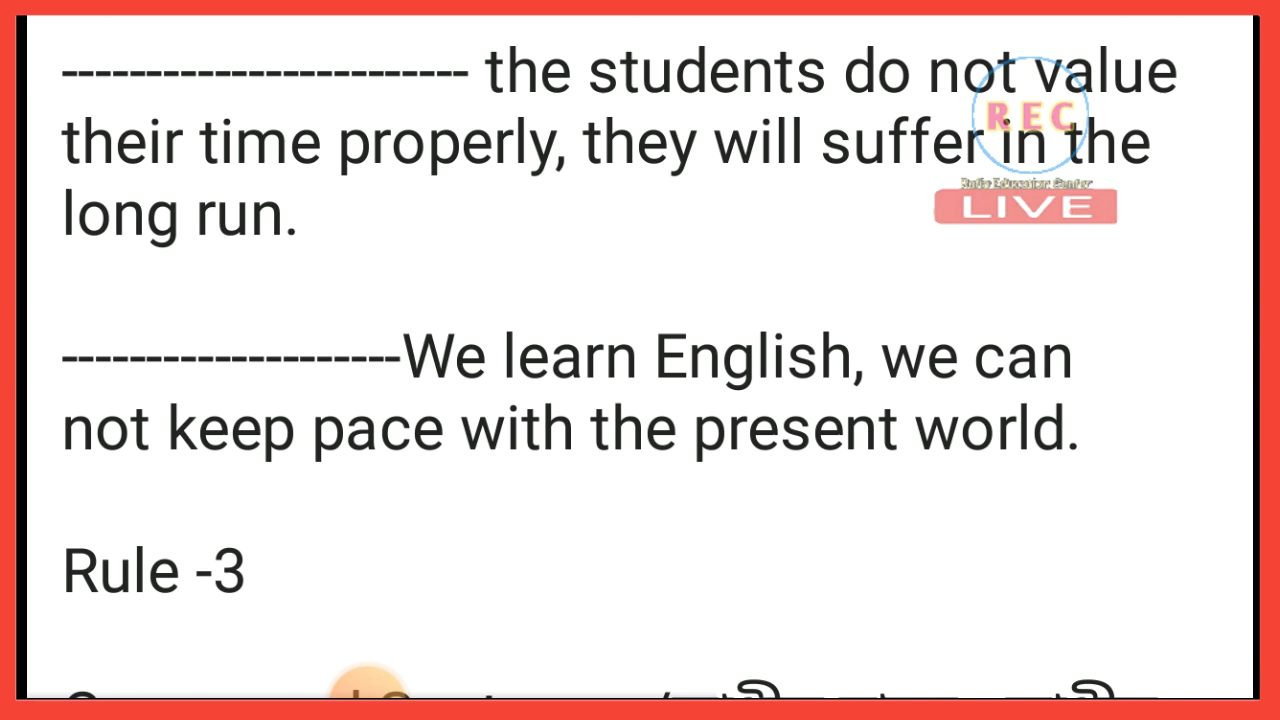 ------------------------ the students do not value
their time properly, they will suffer in the
long run.
REC
LIVE
--------------------We learn English, we can
not keep pace with the present world.
Rule -3